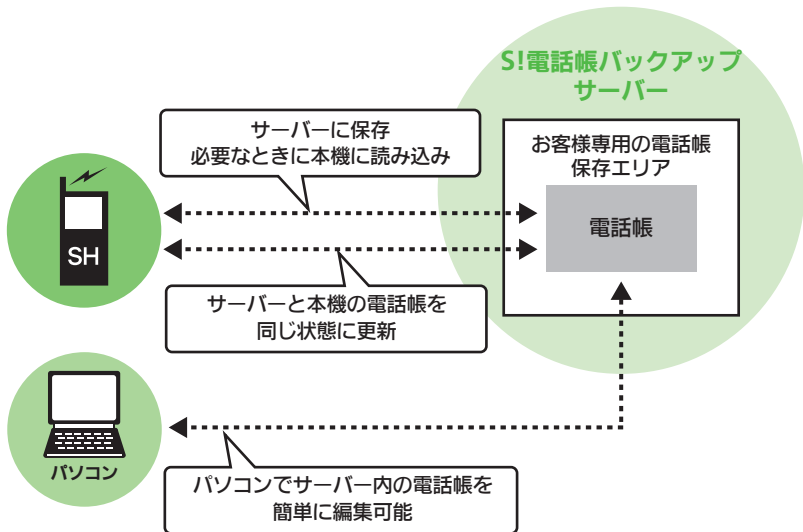 S!電話帳バックアップ
サーバー
サーバーに保存
必要なときに本機に読み込み
お客様専用の電話帳
保存エリア
電話帳
SH
サーバーと本機の電話帳を
同じ状態に更新
パソコン
パソコンでサーバー内の電話帳を
簡単に編集可能